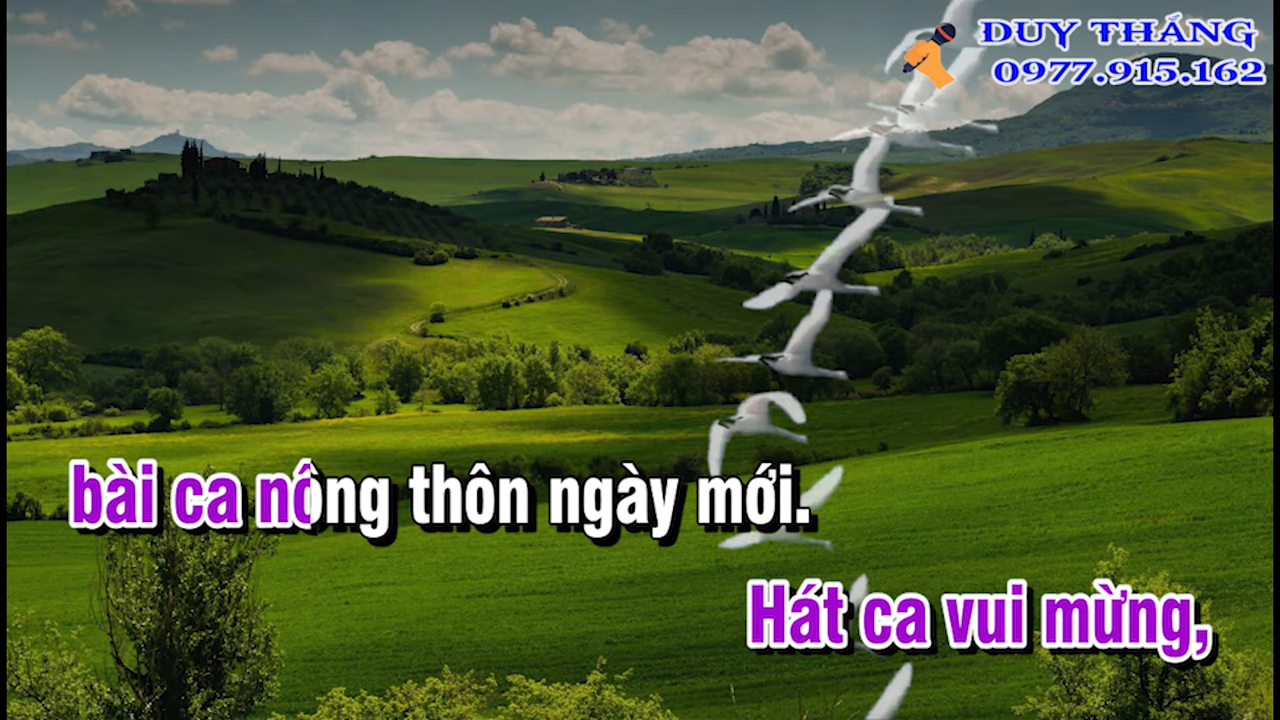 DUY THẮNG
0977.915.162
bài ca nông thôn ngày mới.
Hát ca vui mừng,